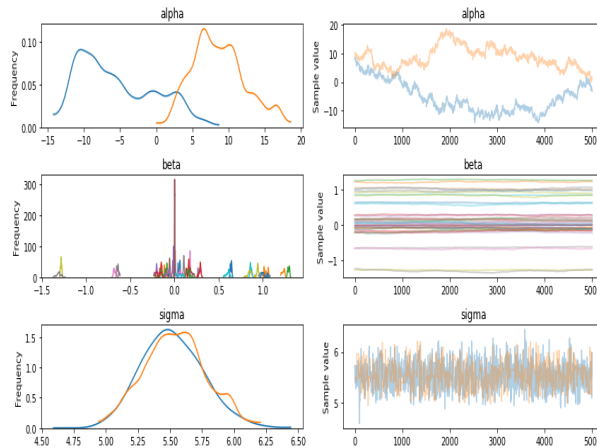 alpha
Frequency
0.10
0.05
0.00
−15 −10 −5 0 5 10 15 20
alpha
Sample value
20
10
0
−10
0 1000 2000 3000 4000 5000
beta
Frequency
300
200
100
0
−1.5 −1.0 −0.5 0.0 0.5 1.0
beta
Sample value
1
0
−1
0 1000 2000 3000 4000 500
sigma
Frequency
1.5
1.0
0.5
0.0
4.50 4.75 5.00 5.25 5.50 5.75 6.00 6.25 6.50
sigma
Sample value
6
5
0 1000 2000 3000 4000 500